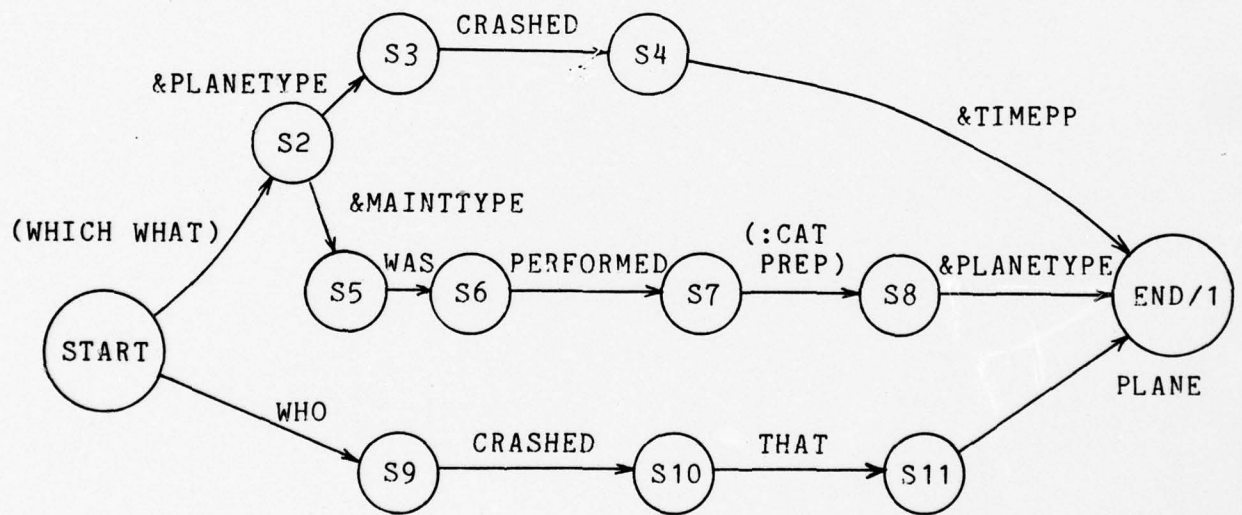 CRASHED
S3
S4
&PLANETYPE
&TIMEPP
S2
&MAINTTYPE
(WHICH WHAT)
(:CAT
PREP)
WAS
PERFORMED
&PLANETYPE
S5
S6
S7
S8
END/1
START
PLANE
WHO
CRASHED
THAT
S9
S10
S11